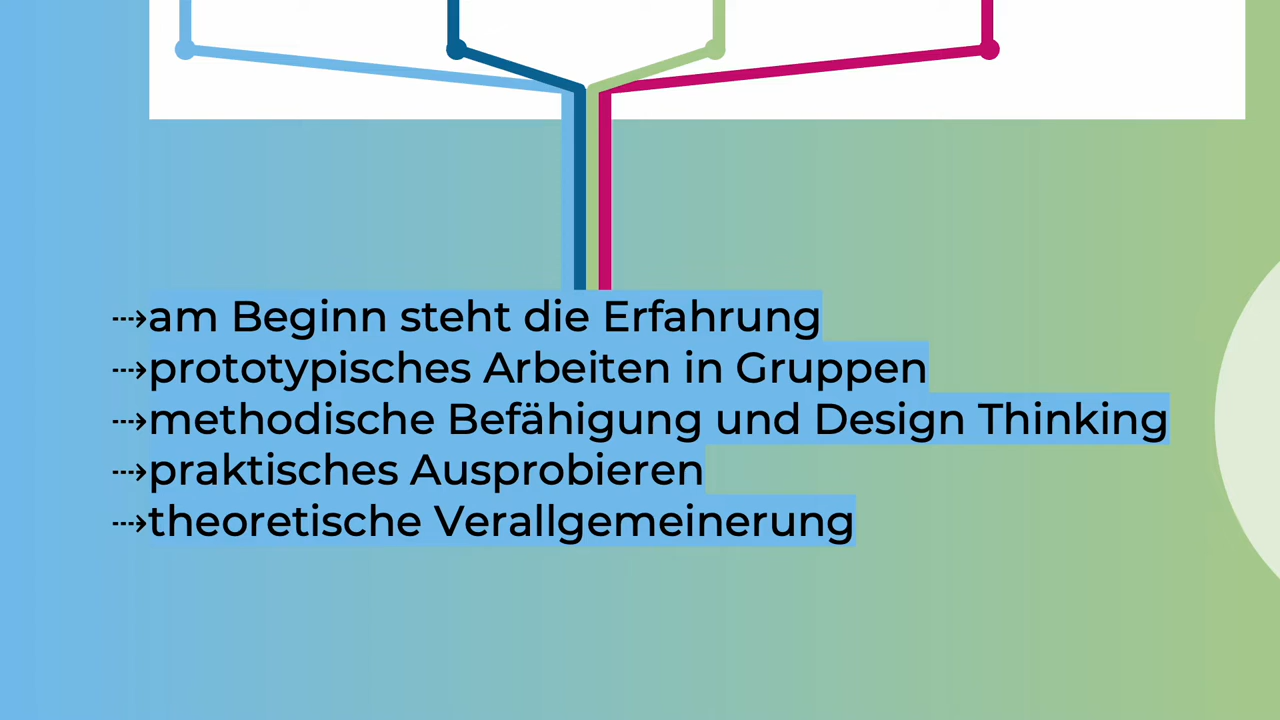 ⇢am Beginn steht die Erfahrung
⇢prototypisches Arbeiten in Gruppen
⇢methodische Befähigung und Design Thinking
⇢praktisches Ausprobieren
⇢theoretische Verallgemeinerung